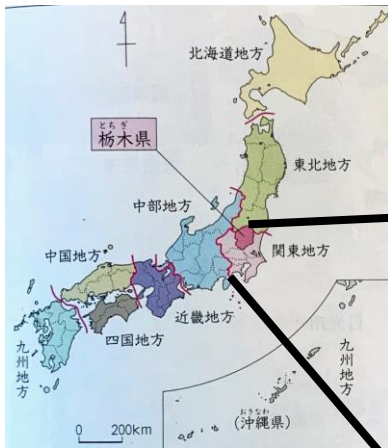 北海道地方
とちぎ
栃木県
東北地方
中部地方
関東地方
中国地方
近畿地方
四国地方
九州地方
九州地方
おきなわ
(沖縄県)
0 200km